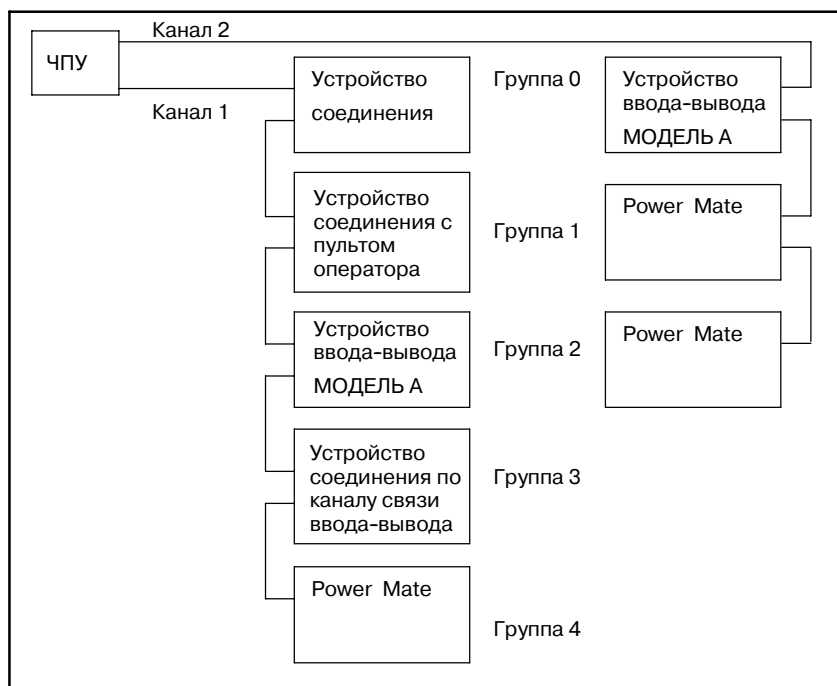 Канал 2
ЧПУ
Канал 1
Устройство
соединения
Группа 0
Устройство
ввода-вывода
МОДЕЛЬ А
Устройство
соединения с
пультом
оператора
Группа 1
Power Mate
Устройство
ввода-вывода
МОДЕЛЬ А
Группа 2
Power Mate
Устройство
соединения по
каналу связи
ввода-вывода
Группа 3
Power Mate
Группа 4